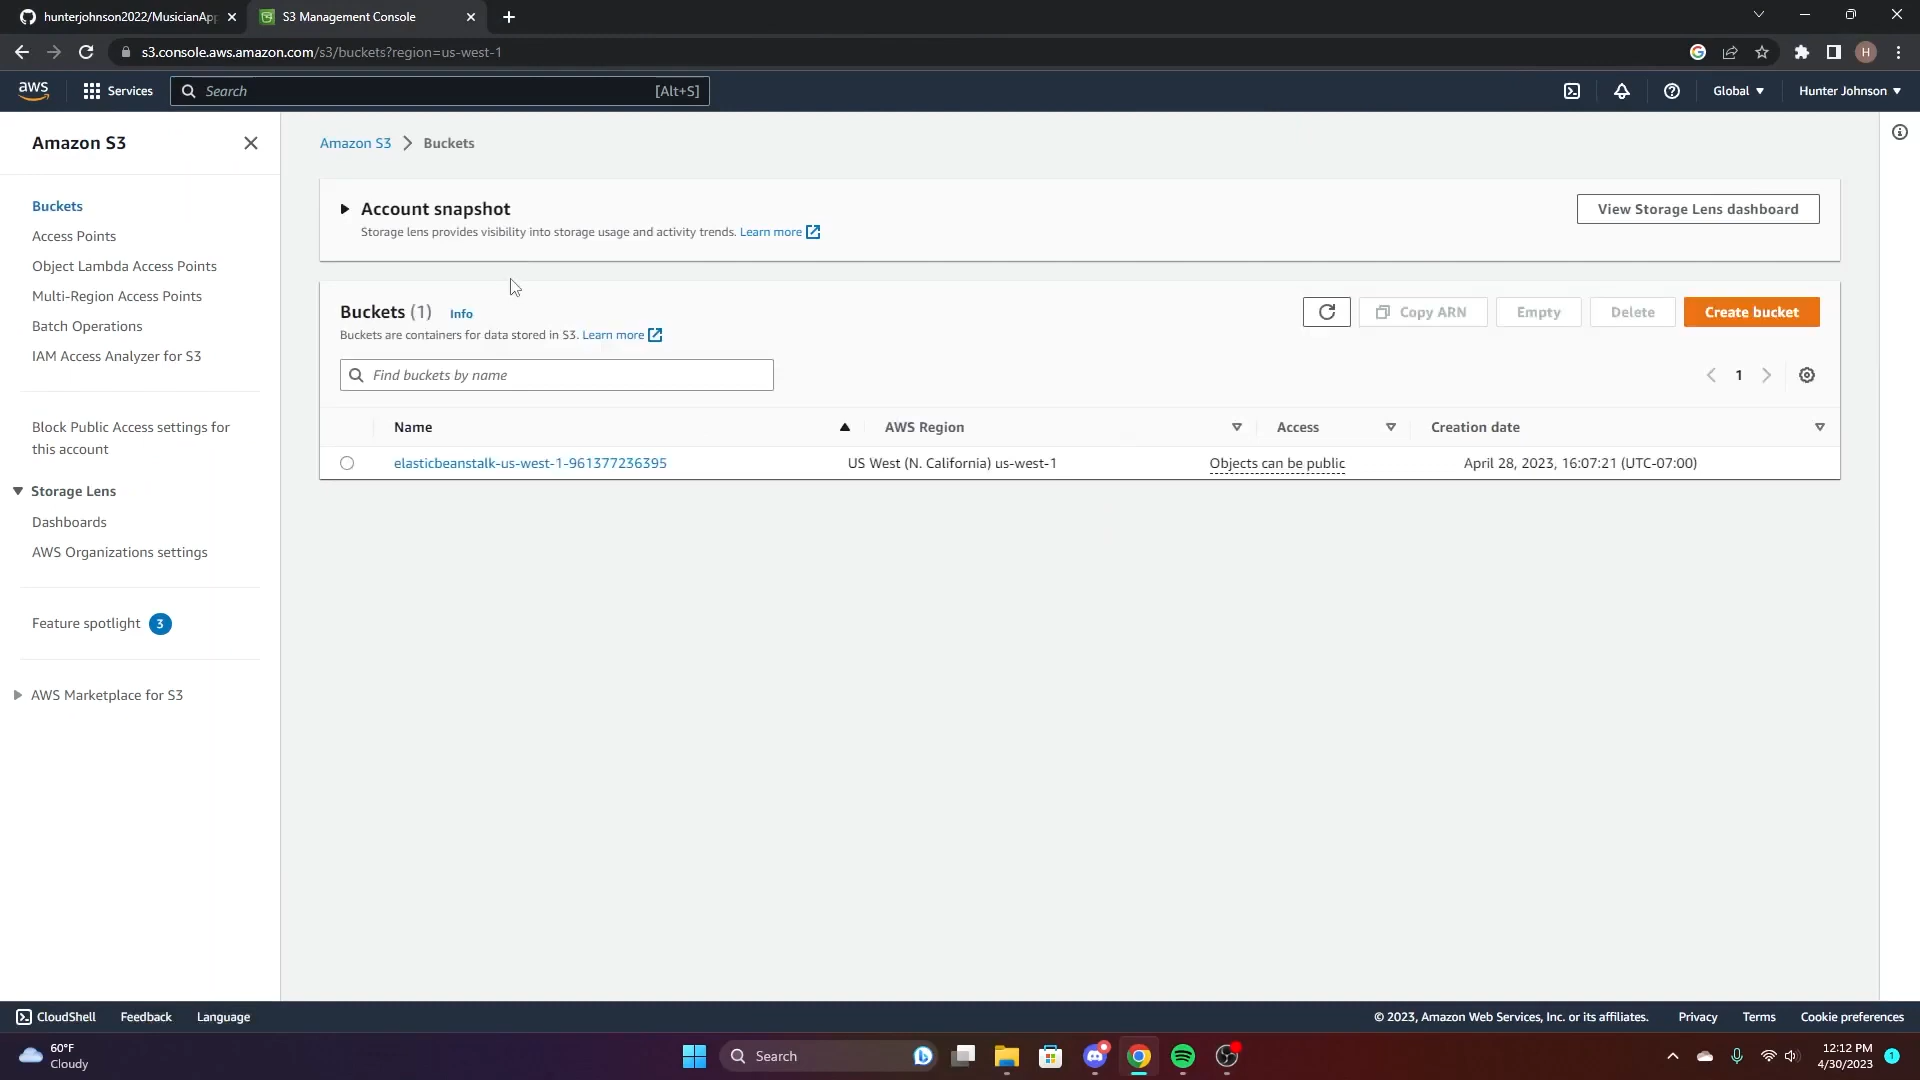 hunterjohnson2022/MusicianApp
S3 Management Console
s3.console.aws.amazon.com/s3/buckets?region=us-west-1
H
aws
Services
Search
[Alt+S]
Global
Hunter Johnson
Amazon S3
Buckets
Access Points
Object Lambda Access Points
Multi-Region Access Points
Batch Operations
IAM Access Analyzer for S3
Block Public Access settings for
this account
Storage Lens
Dashboards
AWS Organizations settings
Feature spotlight 3
AWS Marketplace for S3
Amazon S3 > Buckets
Account snapshot
Storage lens provides visibility into storage usage and activity trends. Learn more
View Storage Lens dashboard
Buckets (1) Info
Buckets are containers for data stored in S3. Learn more
Copy ARN
Empty
Delete
Create bucket
Find buckets by name
1
Name AWS Region Access Creation date
elasticbeanstalk-us-west-1-961377236395 US West (N. California) us-west-1 Objects can be public April 28, 2023, 16:07:21 (UTC-07:00)
CloudShell Feedback Language
© 2023, Amazon Web Services, Inc. or its affiliates. Privacy Terms Cookie preferences
60°F
Cloudy
Search
12:12 PM
4/30/2023
1